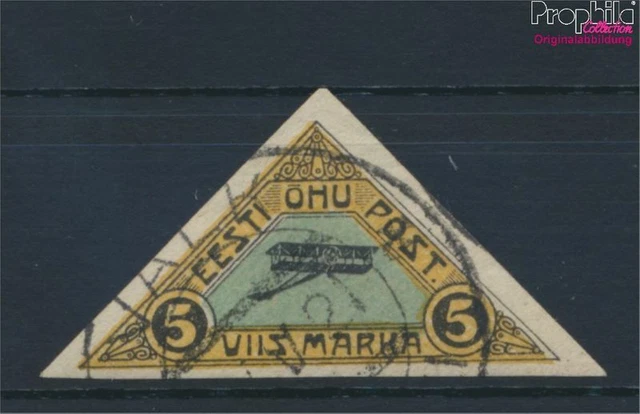 Prophila
Collection
Originalabbildung
EESTI ÕHU POST.
5 5
VIIS MARKA